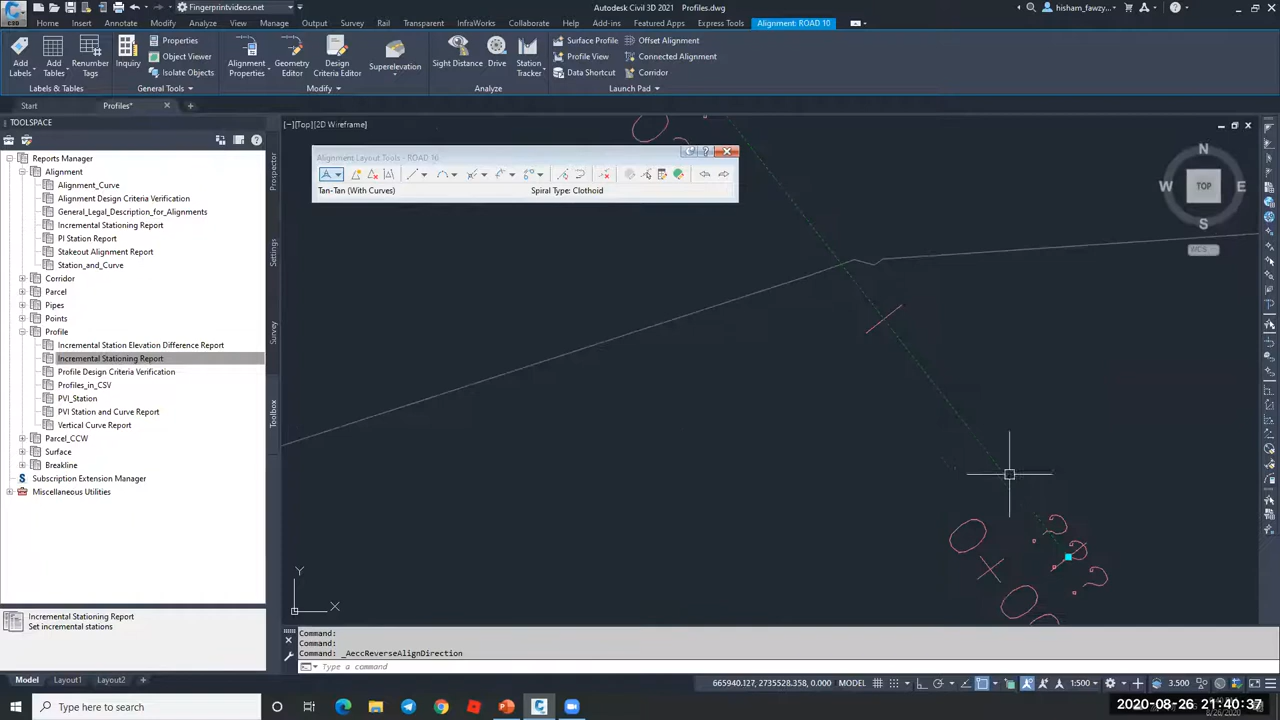 Fingerprintvideos.net
Autodesk Civil 3D 2021 Profiles.dwg
hisham_fawzy...
C3D
Home Insert Annotate Modify Analyze View Manage Output Survey Rail Transparent InfraWorks Collaborate Help Add-ins Featured Apps Express Tools Alignment: ROAD 10
Add Labels
Add Tables
Renumber Tags
Inquiry
Properties
Object Viewer
Isolate Objects
Alignment Properties
Geometry Editor
Design Criteria Editor
Superelevation
Sight Distance
Drive
Station Tracker
Surface Profile
Profile View
Data Shortcut
Offset Alignment
Connected Alignment
Corridor
Labels & Tables
General Tools
Modify
Analyze
Launch Pad
Start
Profiles*
TOOLSPACE
[−][Top][2D Wireframe]
Reports Manager
Alignment
Alignment_Curve
Alignment Design Criteria Verification
General_Legal_Description_for_Alignments
Incremental Stationing Report
PI Station Report
Stakeout Alignment Report
Station_and_Curve
Corridor
Parcel
Pipes
Points
Profile
Incremental Station Elevation Difference Report
Incremental Stationing Report
Profile Design Criteria Verification
Profiles_in_CSV
PVI_Station
PVI Station and Curve Report
Vertical Curve Report
Parcel_CCW
Surface
Breakline
Subscription Extension Manager
Miscellaneous Utilities
Prospector
Settings
Survey
Toolbox
Alignment Layout Tools - ROAD 10
Tan-Tan (With Curves)
Spiral Type: Clothoid
N
W
TOP
E
S
WCS
0+0
???
Y
X
Incremental Stationing Report
Set incremental stations
Command:
Command:
Command: _AeccReverseAlignDirection
Type a command
Model
Layout1
Layout2
665940.127, 2735528.358, 0.000
MODEL
1:500
3.500
Type here to search
2020-08-26 21:40:37